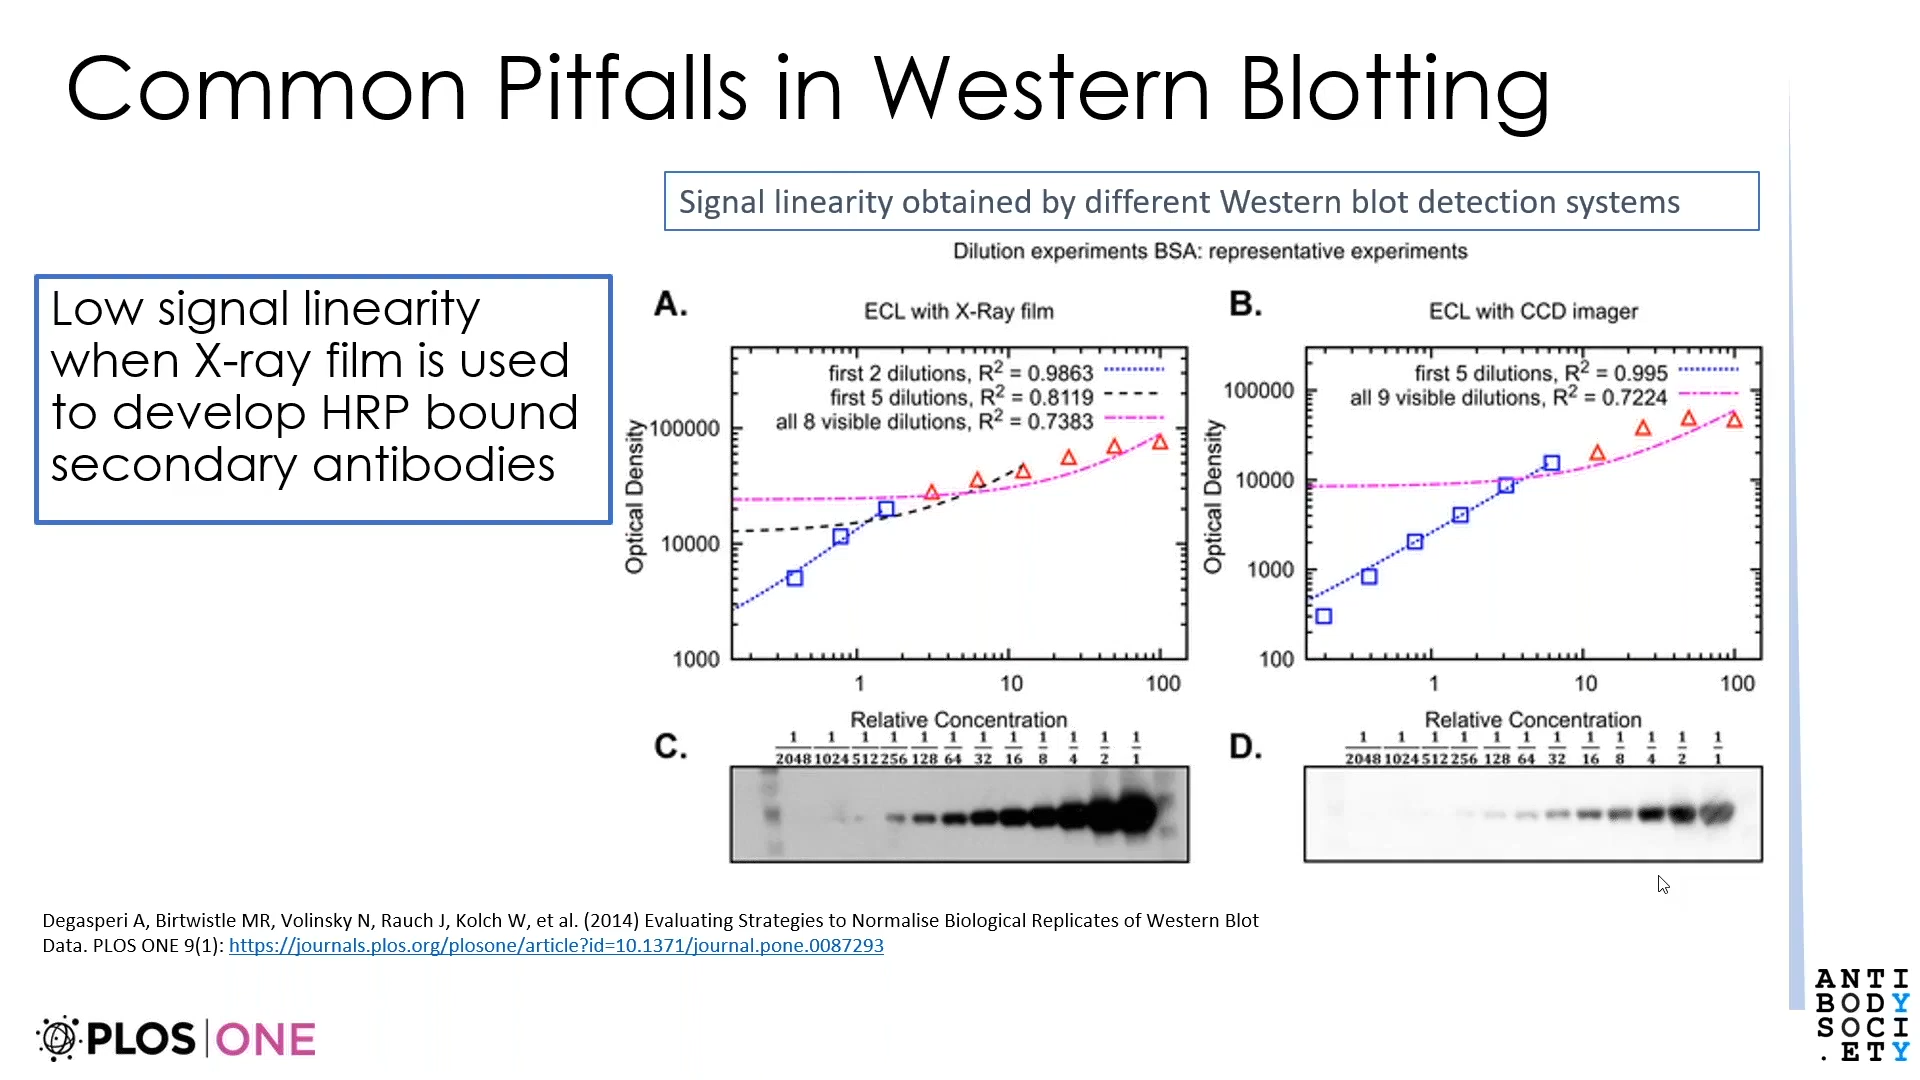 Common Pitfalls in Western Blotting
Signal linearity obtained by different Western blot detection systems
Low signal linearity
when X-ray film is used
to develop HRP bound
secondary antibodies
Dilution experiments BSA: representative experiments
A.
ECL with X-Ray film
first 2 dilutions, R² = 0.9863
first 5 dilutions, R² = 0.8119
all 8 visible dilutions, R² = 0.7383
Optical Density
100000
10000
1000
1 10 100
Relative Concentration
B.
ECL with CCD imager
first 5 dilutions, R² = 0.995
all 9 visible dilutions, R² = 0.7224
Optical Density
100000
10000
1000
100
1 10 100
Relative Concentration
C.
1/2048 1/1024 1/512 1/256 1/128 1/64 1/32 1/16 1/8 1/4 1/2 1/1
D.
1/2048 1/1024 1/512 1/256 1/128 1/64 1/32 1/16 1/8 1/4 1/2 1/1
Degasperi A, Birtwistle MR, Volinsky N, Rauch J, Kolch W, et al. (2014) Evaluating Strategies to Normalise Biological Replicates of Western Blot
Data. PLOS ONE 9(1): https://journals.plos.org/plosone/article?id=10.1371/journal.pone.0087293
PLOS | ONE
ANTI
BODY
SOCI
.ETY